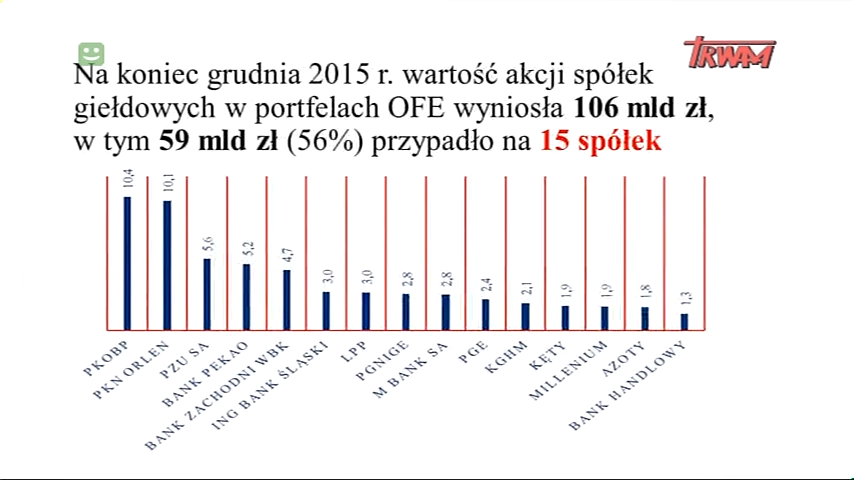 TRWAM
Na koniec grudnia 2015 r. wartość akcji spółek
giełdowych w portfelach OFE wyniosła 106 mld zł,
w tym 59 mld zł (56%) przypadło na 15 spółek
10,4
10,1
5,6
5,2
4,7
3,0
3,0
2,8
2,8
2,4
2,1
1,9
1,9
1,8
1,3
PKOBP
PKN ORLEN
PZU SA
BANK PEKAO
BANK ZACHODNI WBK
ING BANK ŚLĄSKI
LPP
PGNIGE
M BANK SA
PGE
KGHM
KĘTY
MILLENIUM
AZOTY
BANK HANDLOWY